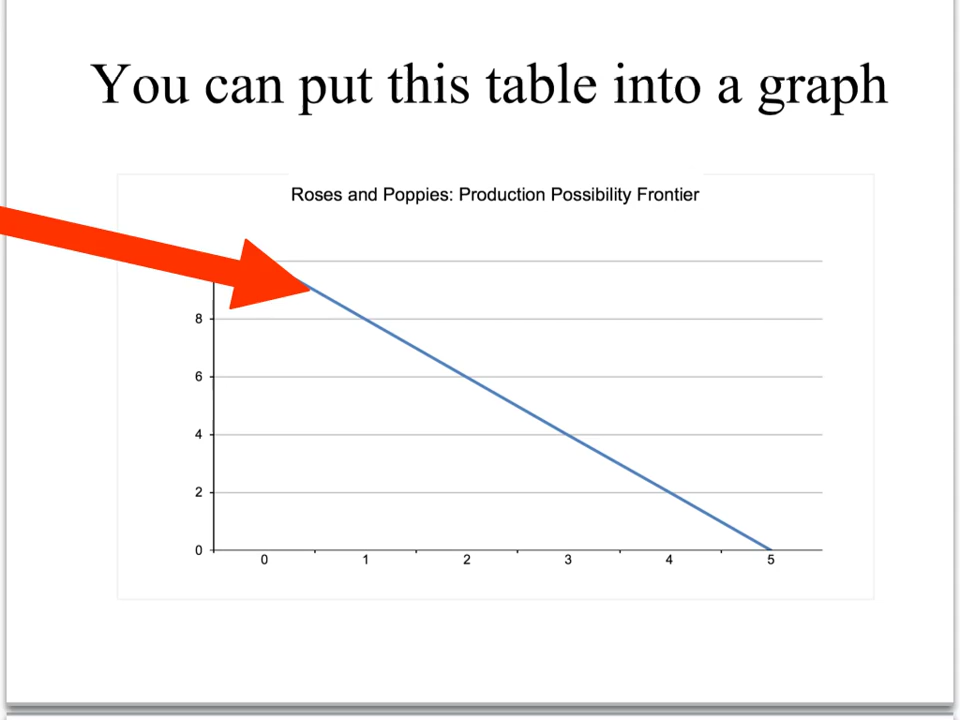 You can put this table into a graph
Roses and Poppies: Production Possibility Frontier
8
6
4
2
0
0 1 2 3 4 5